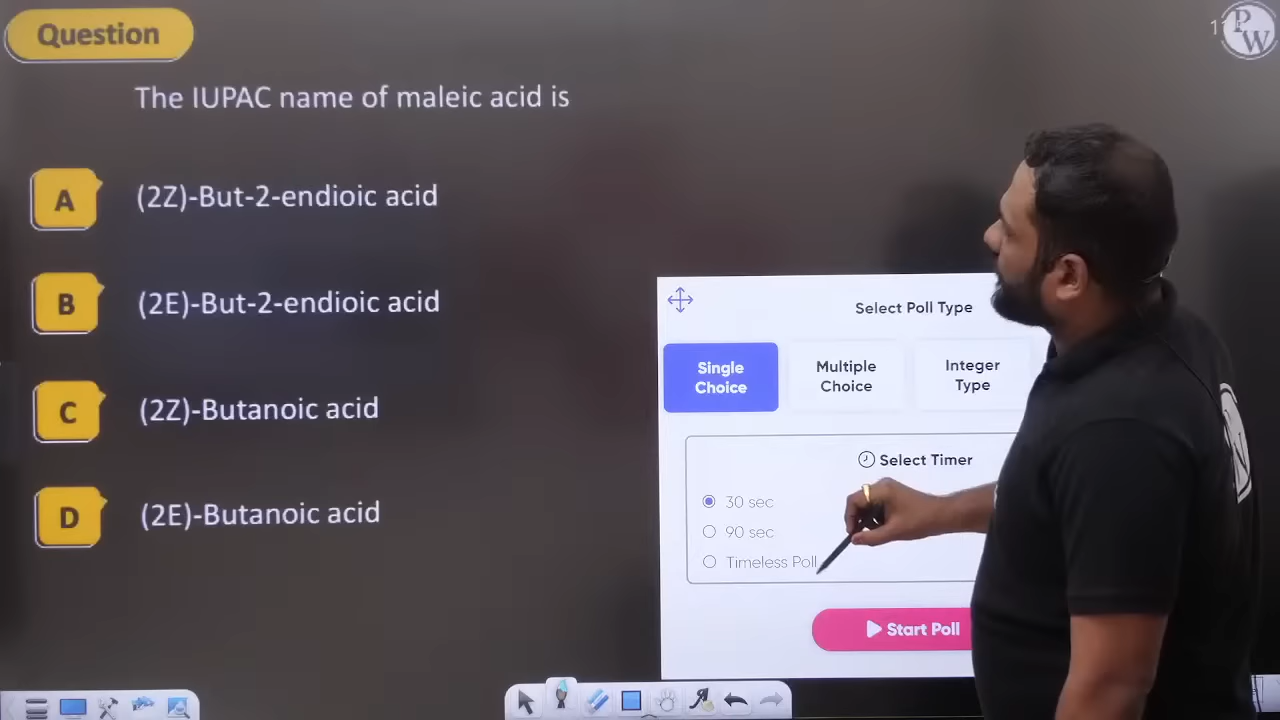 Question
PW
The IUPAC name of maleic acid is
A (2Z)-But-2-endioic acid
B (2E)-But-2-endioic acid
C (2Z)-Butanoic acid
D (2E)-Butanoic acid
Select Poll Type
Single Choice
Multiple Choice
Integer Type
Select Timer
30 sec
90 sec
Timeless Poll
Start Poll